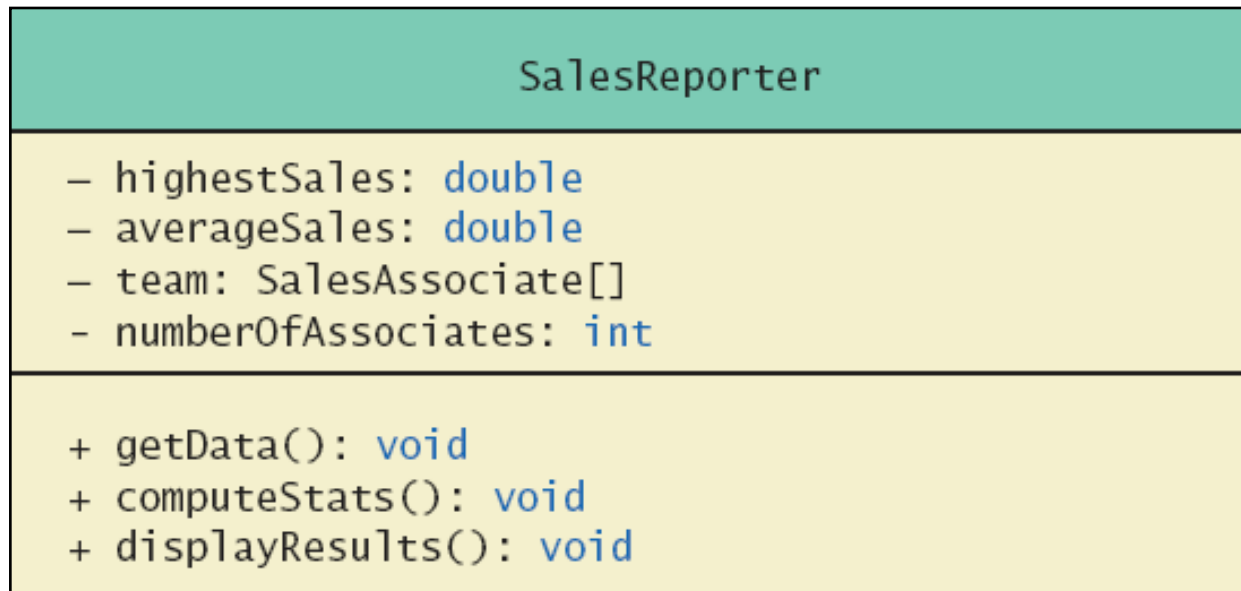 SalesReporter
– highestSales: double
– averageSales: double
– team: SalesAssociate[]
- numberOfAssociates: int
+ getData(): void
+ computeStats(): void
+ displayResults(): void